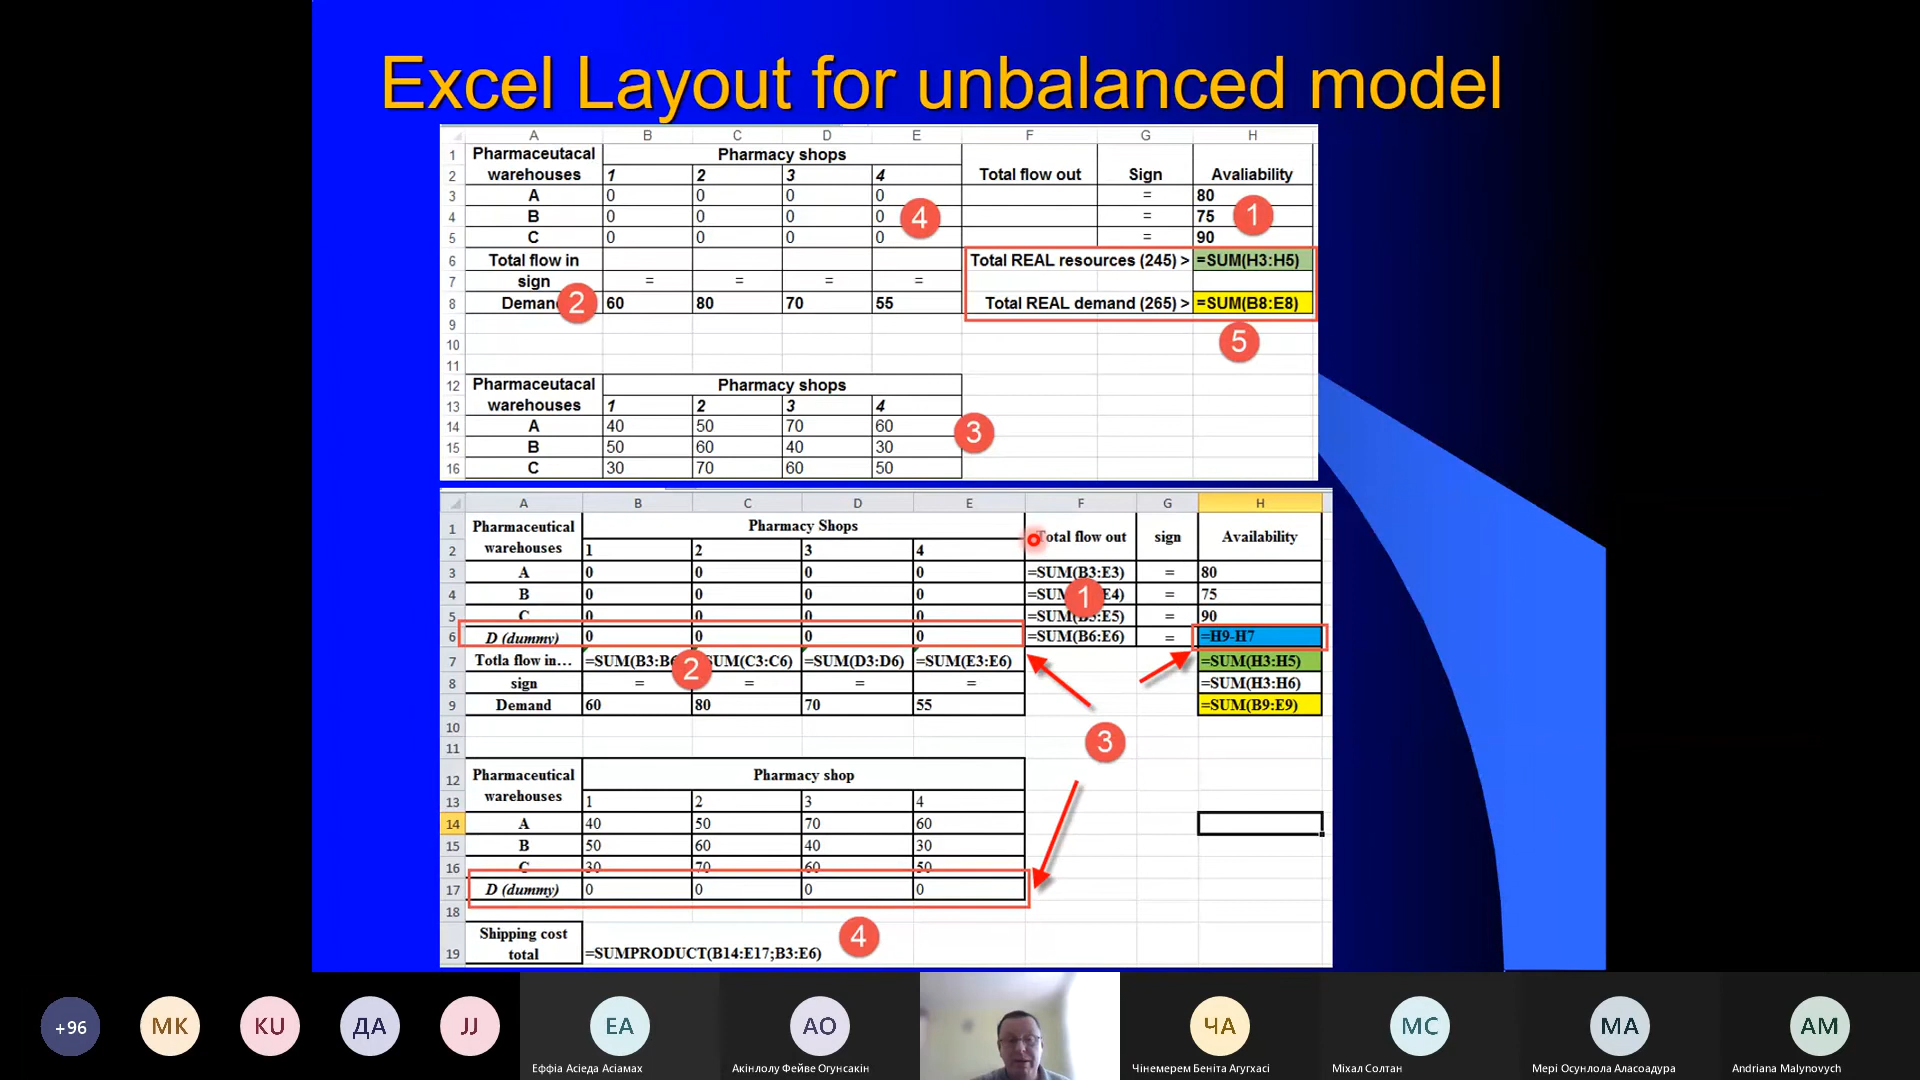 Excel Layout for unbalanced model
A B C D E F G H
1 Pharmaceutacal Pharmacy shops
2 warehouses 1 2 3 4 Total flow out Sign Avaliability
3 A 0 0 0 0 = 80
4 B 0 0 0 0 4 = 75 1
5 C 0 0 0 0 = 90
6 Total flow in Total REAL resources (245) > =SUM(H3:H5)
7 sign = = = =
8 Deman 2 60 80 70 55 Total REAL demand (265) > =SUM(B8:E8)
9
10 5
11
12 Pharmaceutacal Pharmacy shops
13 warehouses 1 2 3 4
14 A 40 50 70 60 3
15 B 50 60 40 30
16 C 30 70 60 50
A B C D E F G H
1 Pharmaceutical Pharmacy Shops Total flow out sign Availability
2 warehouses 1 2 3 4
3 A 0 0 0 0 =SUM(B3:E3) = 80
4 B 0 0 0 0 =SUM 1 E4) = 75
5 C 0 0 0 0 =SUM(B5:E5) = 90
6 D (dummy) 0 0 0 0 =SUM(B6:E6) = =H9-H7
7 Totla flow in... =SUM(B3:B6 2 SUM(C3:C6) =SUM(D3:D6) =SUM(E3:E6) =SUM(H3:H5)
8 sign = = = = =SUM(H3:H6)
9 Demand 60 80 70 55 =SUM(B9:E9)
10
11 3
12 Pharmaceutical Pharmacy shop
13 warehouses 1 2 3 4
14 A 40 50 70 60
15 B 50 60 40 30
16 C 30 70 60 50
17 D (dummy) 0 0 0 0
18
19 Shipping cost total =SUMPRODUCT(B14:E17;B3:E6) 4
+96 MK KU ДА JJ EA AO ЧА MC MA AM
Еффіа Асієда Асіамах Акінлолу Фейве Огунсакін Чінемерем Беніта Агугхасі Міхал Солтан Мері Осунлола Аласоадура Andriana Malynovych